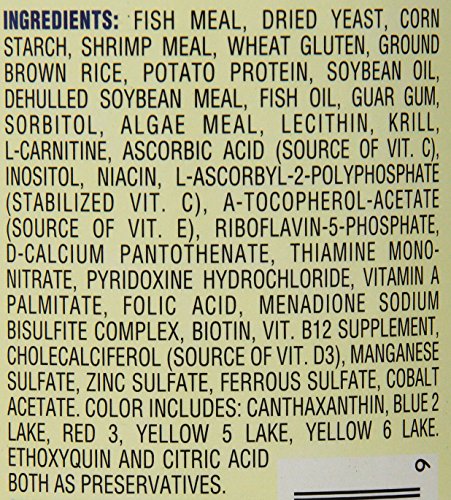 INGREDIENTS: FISH MEAL, DRIED YEAST, CORN
STARCH, SHRIMP MEAL, WHEAT GLUTEN, GROUND
BROWN RICE, POTATO PROTEIN, SOYBEAN OIL,
DEHULLED SOYBEAN MEAL, FISH OIL, GUAR GUM,
SORBITOL, ALGAE MEAL, LECITHIN, KRILL,
L-CARNITINE, ASCORBIC ACID (SOURCE OF VIT. C),
INOSITOL, NIACIN, L-ASCORBYL-2-POLYPHOSPHATE
(STABILIZED VIT. C), A-TOCOPHEROL-ACETATE
(SOURCE OF VIT. E), RIBOFLAVIN-5-PHOSPHATE,
D-CALCIUM PANTOTHENATE, THIAMINE MONO-
NITRATE, PYRIDOXINE HYDROCHLORIDE, VITAMIN A
PALMITATE, FOLIC ACID, MENADIONE SODIUM
BISULFITE COMPLEX, BIOTIN, VIT. B12 SUPPLEMENT,
CHOLECALCIFEROL (SOURCE OF VIT. D3), MANGANESE
SULFATE, ZINC SULFATE, FERROUS SULFATE, COBALT
ACETATE. COLOR INCLUDES: CANTHAXANTHIN, BLUE 2
LAKE, RED 3, YELLOW 5 LAKE, YELLOW 6 LAKE.
ETHOXYQUIN AND CITRIC ACID
BOTH AS PRESERVATIVES.
9